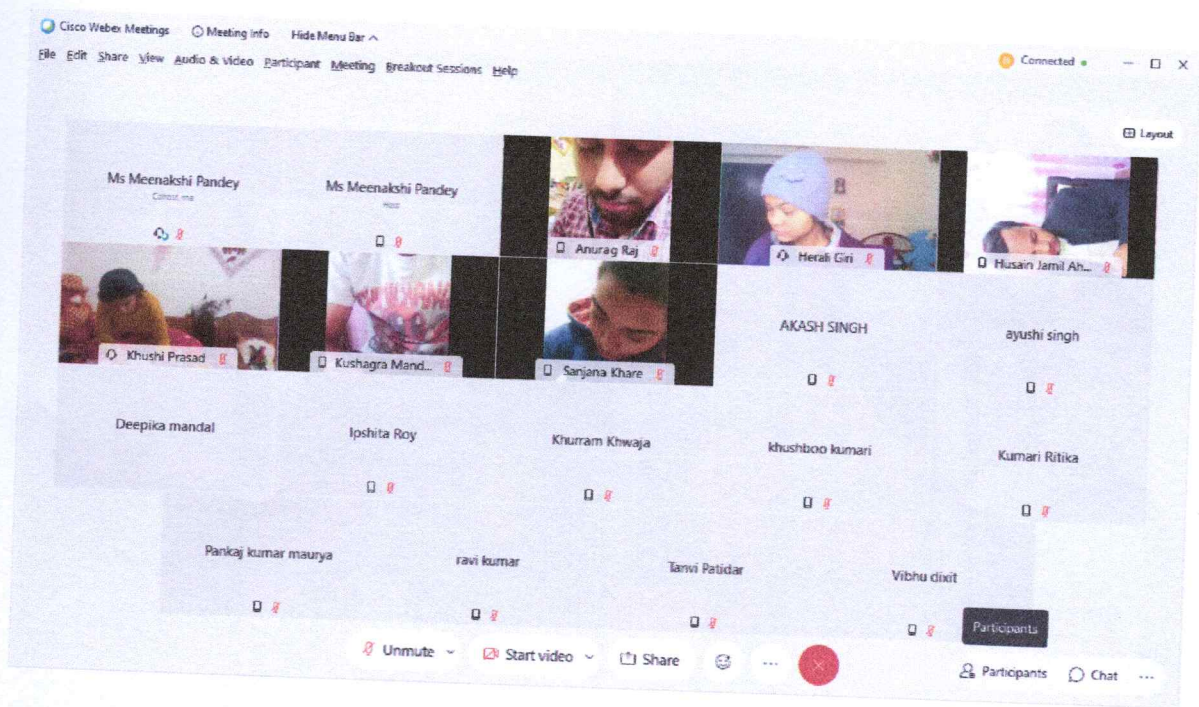 Cisco Webex Meetings Meeting Info Hide Menu Bar
File Edit Share View Audio & Video Participant Meeting Breakout Sessions Help
Connected
Layout
Ms Meenakshi Pandey
Cohost, me
Ms Meenakshi Pandey
Host
Anurag Raj
Herali Giri
Husain Jamil Ah...
Khushi Prasad
Kushagra Mand...
Sanjana Khare
AKASH SINGH
ayushi singh
Deepika mandal
Ipshita Roy
Khurram Khwaja
khushboo kumari
Kumari Ritika
Pankaj kumar maurya
ravi kumar
Tanvi Patidar
Vibhu dixit
Participants
Unmute Start video Share ... Participants Chat ...